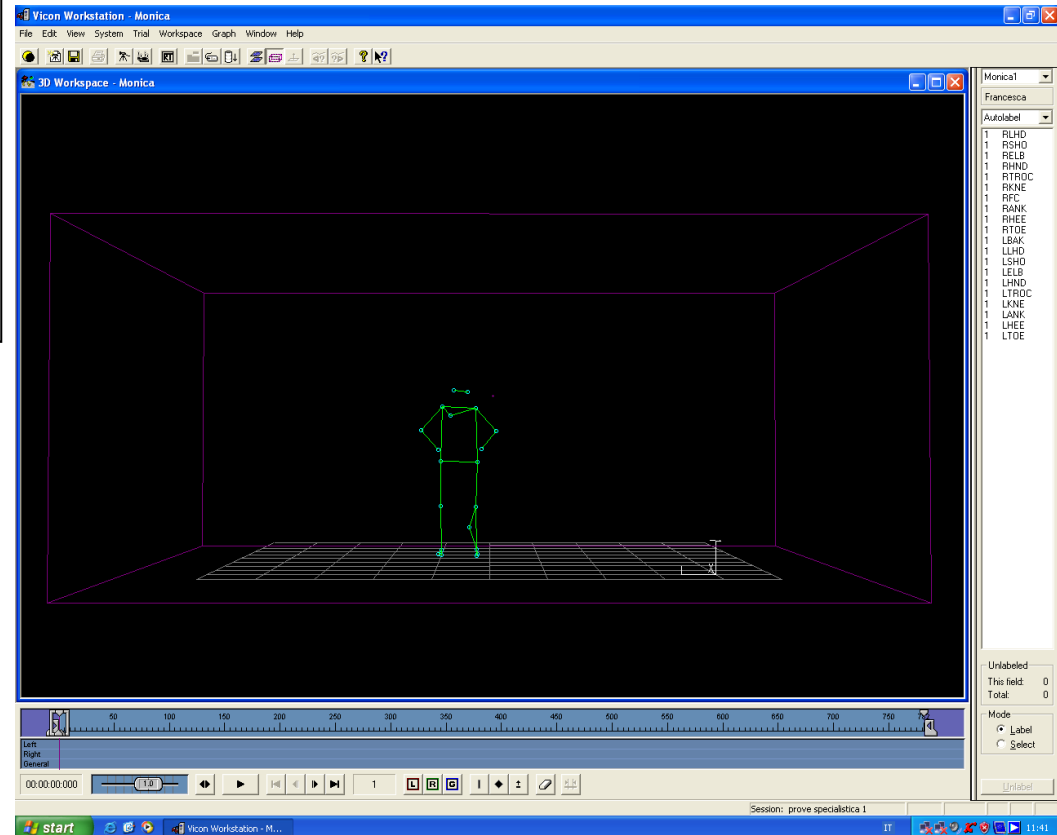 Vicon Workstation - Monica
File Edit View System Trial Workspace Graph Window Help
RT
3D Workspace - Monica
Monica1
Francesca
Autolabel
1 RLHD
1 RSHO
1 RELB
1 RHND
1 RTROC
1 RKNE
1 RFC
1 RANK
1 RHEE
1 RTOE
1 LBAK
1 LLHD
1 LSHO
1 LELB
1 LHND
1 LTROC
1 LKNE
1 LANK
1 LHEE
1 LTOE
Unlabeled
This field: 0
Total: 0
Mode
Label
Select
Unlabel
50 100 150 200 250 300 350 400 450 500 550 600 650 700 750
Left
Right
General
00:00:00:000 1.0 1 L R G
Session: prove specialistica 1
start Vicon Workstation - M... IT 11:41